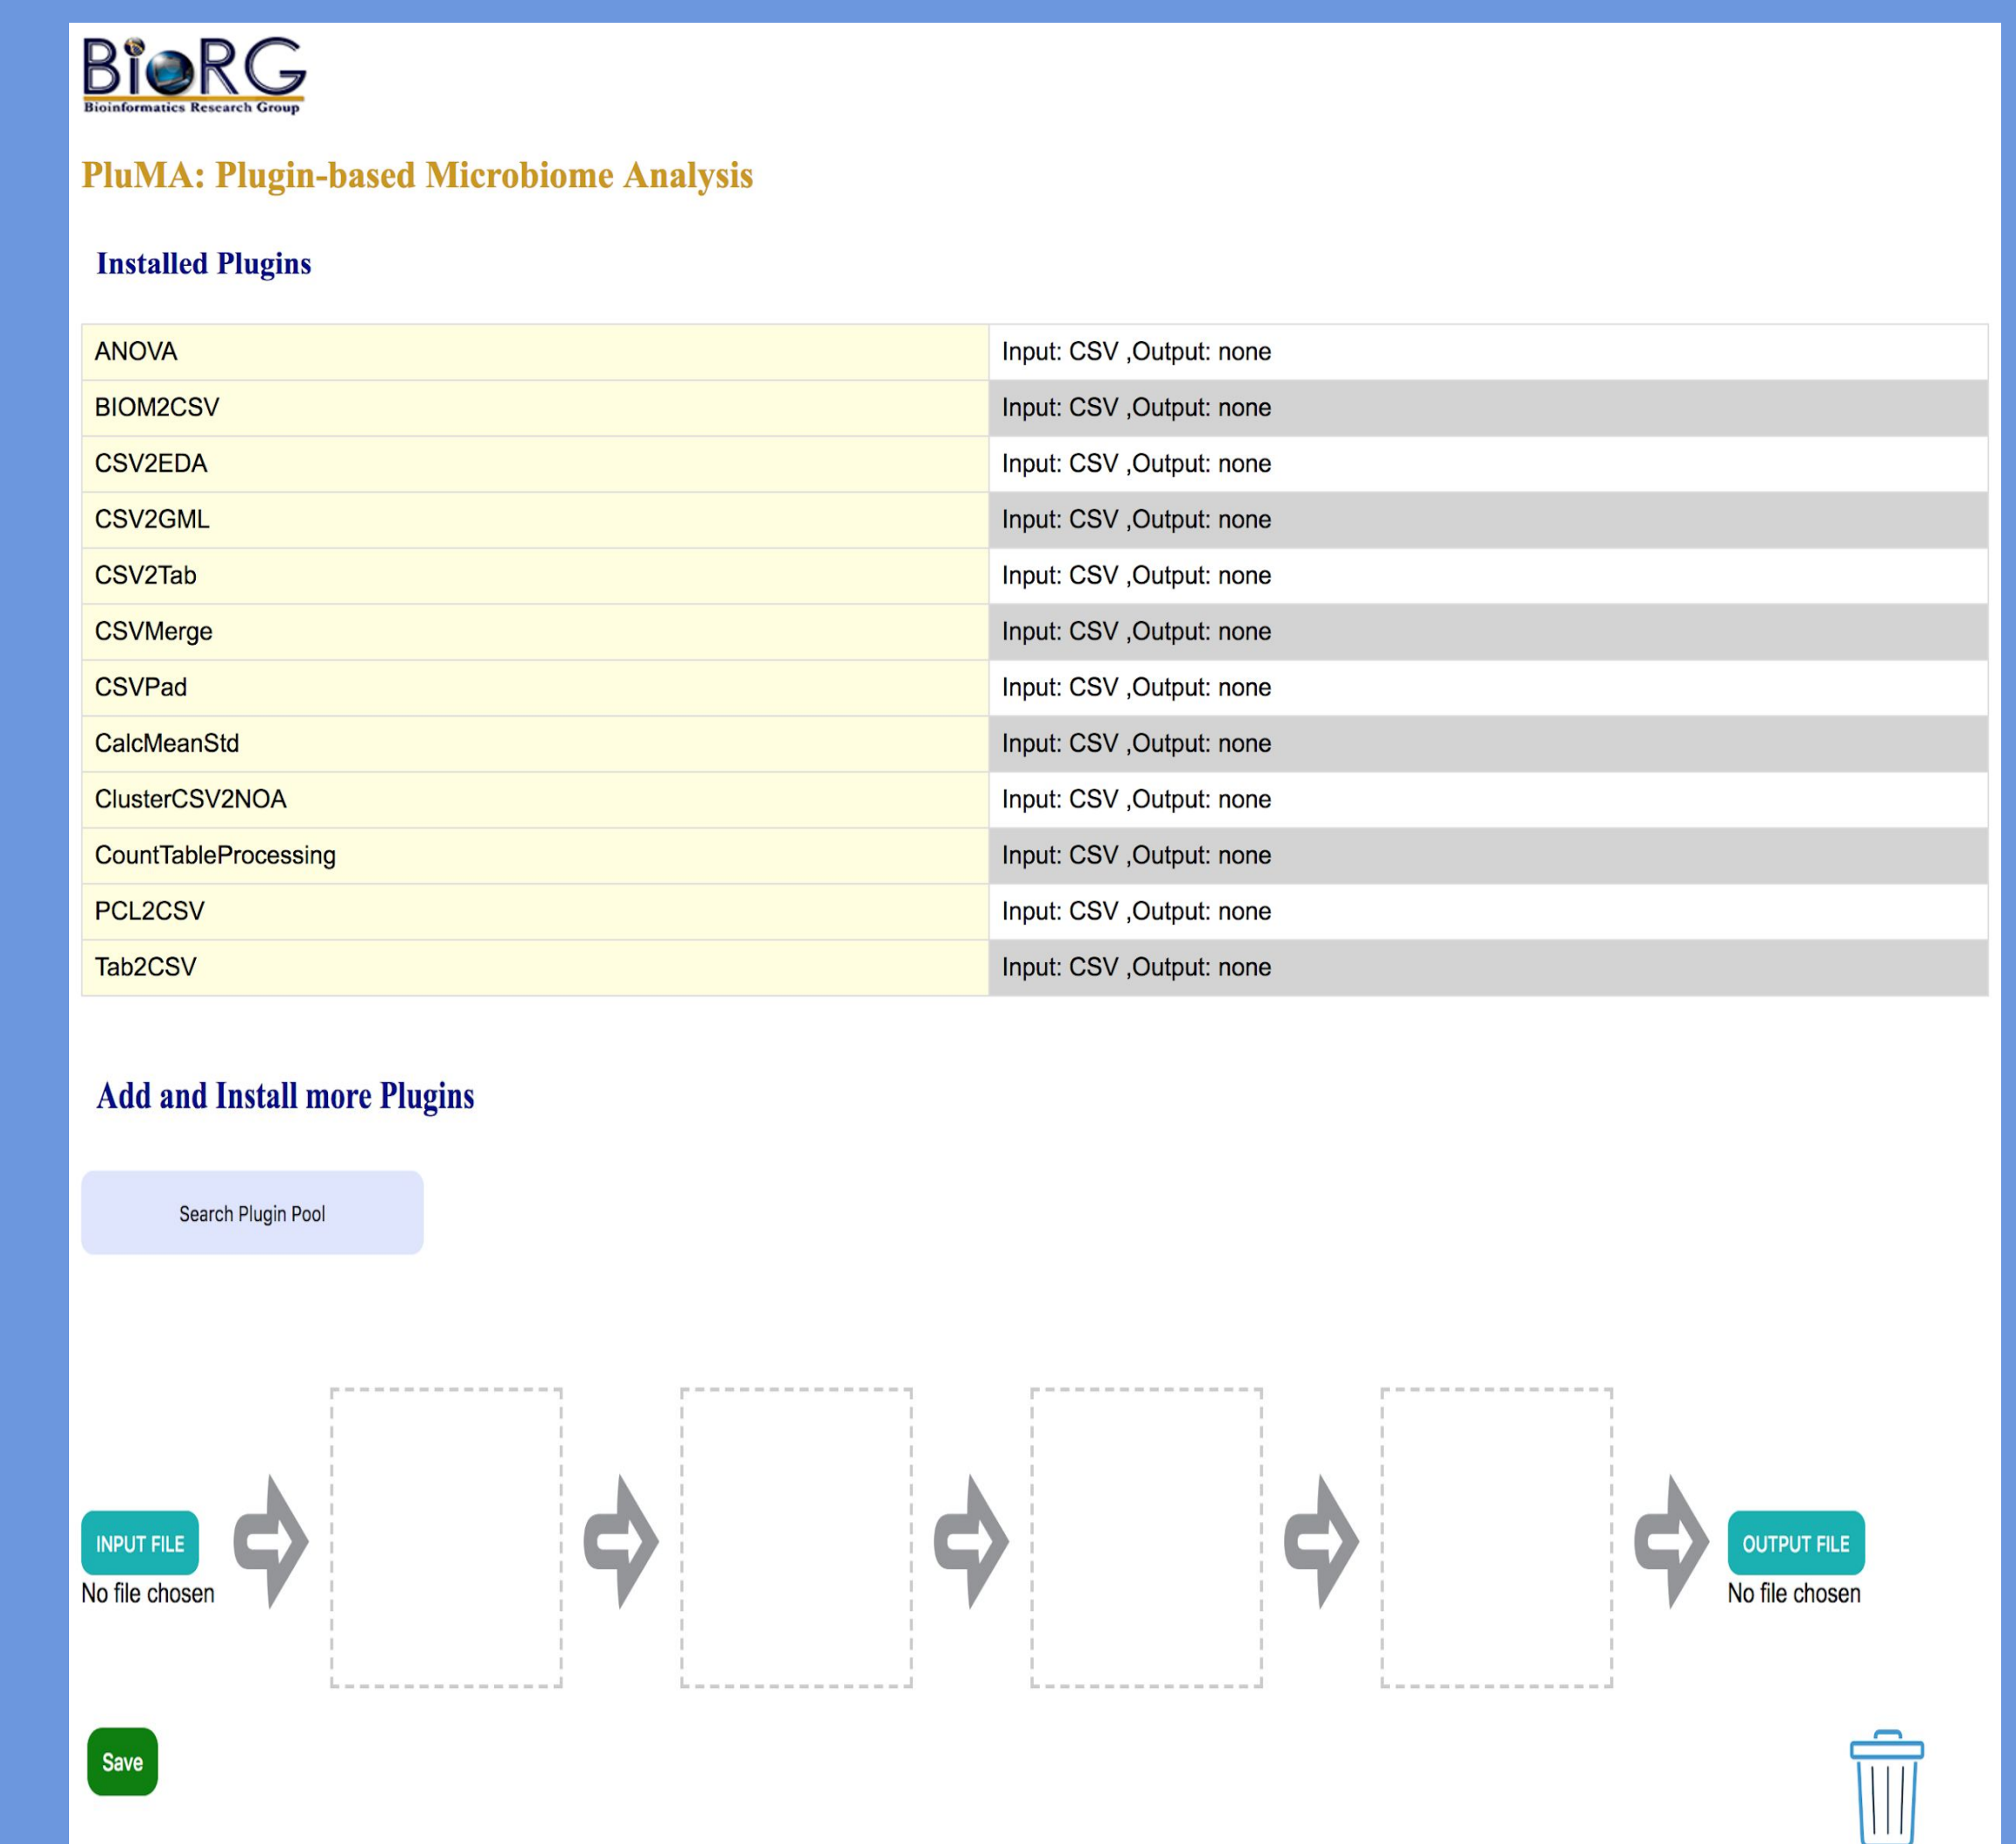 BioRG
Bioinformatics Research Group
PluMA: Plugin-based Microbiome Analysis
Installed Plugins
ANOVA Input: CSV ,Output: none
BIOM2CSV Input: CSV ,Output: none
CSV2EDA Input: CSV ,Output: none
CSV2GML Input: CSV ,Output: none
CSV2Tab Input: CSV ,Output: none
CSVMerge Input: CSV ,Output: none
CSVPad Input: CSV ,Output: none
CalcMeanStd Input: CSV ,Output: none
ClusterCSV2NOA Input: CSV ,Output: none
CountTableProcessing Input: CSV ,Output: none
PCL2CSV Input: CSV ,Output: none
Tab2CSV Input: CSV ,Output: none
Add and Install more Plugins
Search Plugin Pool
INPUT FILE OUTPUT FILE
No file chosen No file chosen
Save